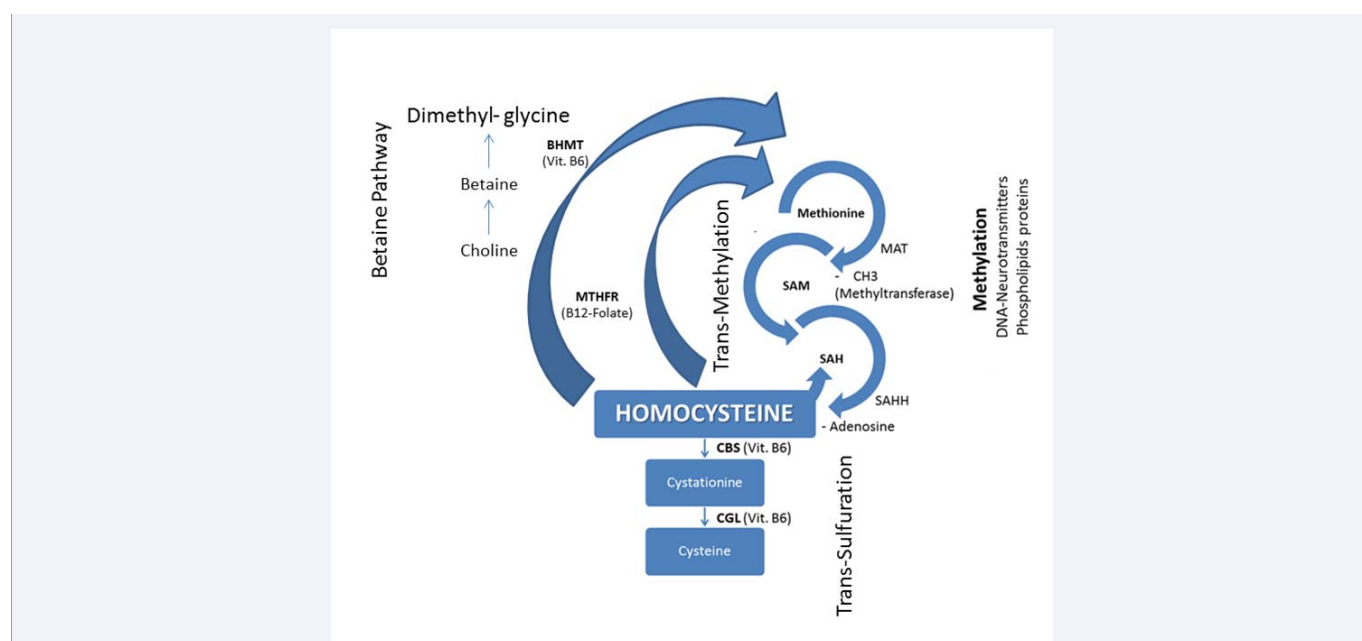 Betaine Pathway
Dimethyl- glycine
Betaine
Choline
BHMT
(Vit. B6)
MTHFR
(B12-Folate)
Trans-Methylation
Methionine
MAT
SAM
- CH3
(Methyltransferase)
SAH
SAHH
- Adenosine
Methylation
DNA-Neurotransmitters
Phospholipids proteins
HOMOCYSTEINE
CBS (Vit. B6)
Cystationine
CGL (Vit. B6)
Cysteine
Trans-Sulfuration